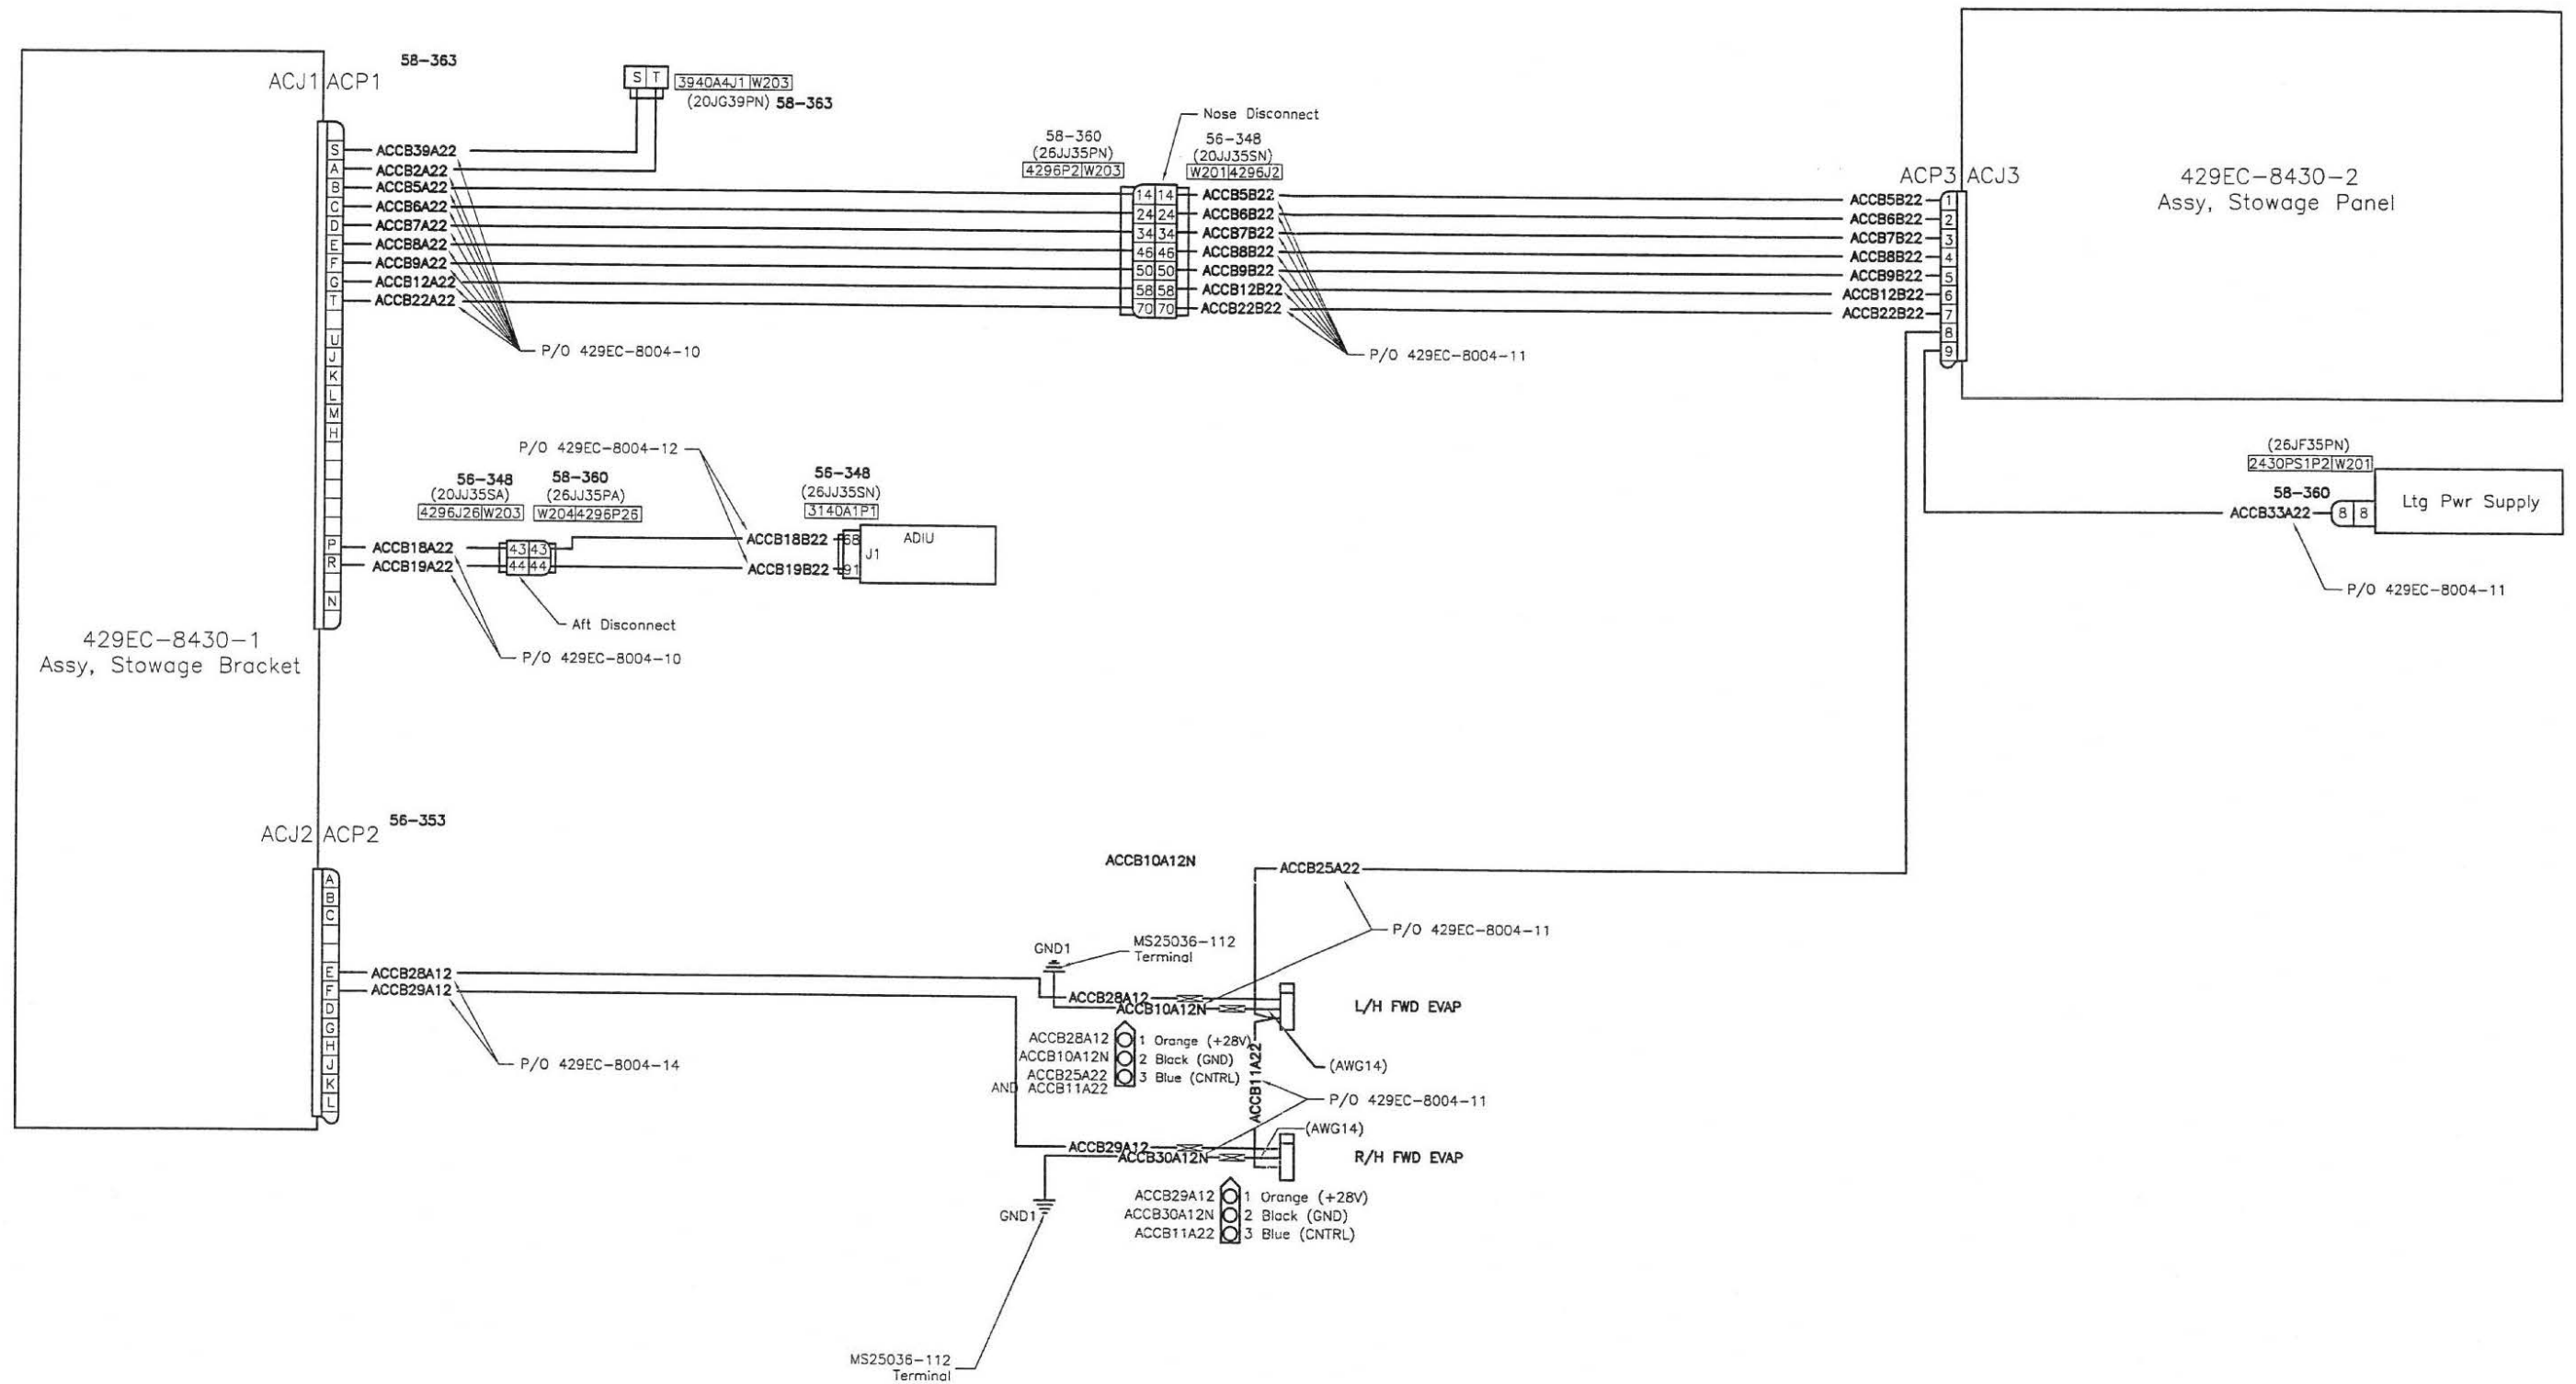 58-363
ACJ1 ACP1
S T
3940A4J1 W203
(20JG39PN) 58-363
S ACCB39A22
A ACCB2A22
B ACCB5A22
C ACCB6A22
D ACCB7A22
E ACCB8A22
F ACCB9A22
G ACCB12A22
T ACCB22A22
U
J
K
L
M
H
P/O 429EC-8004-10
Nose Disconnect
58-360
(26JJ35PN)
4296P2 W203
56-348
(20JJ35SN)
W201 4296J2
14 14 ACCB5B22
24 24 ACCB6B22
34 34 ACCB7B22
46 46 ACCB8B22
50 50 ACCB9B22
58 58 ACCB12B22
70 70 ACCB22B22
P/O 429EC-8004-11
ACP3 ACJ3
ACCB5B22 1
ACCB6B22 2
ACCB7B22 3
ACCB8B22 4
ACCB9B22 5
ACCB12B22 6
ACCB22B22 7
8
9
429EC-8430-2
Assy, Stowage Panel
(26JF35PN)
2430PS1P2 W201
58-360
ACCB33A22 8 8
Ltg Pwr Supply
P/O 429EC-8004-11
P/O 429EC-8004-12
56-348
(20JJ35SA)
4296J26 W203
58-360
(26JJ35PA)
W204 4296P26
56-348
(26JJ35SN)
3140A1P1
P ACCB18A22 43 43 ACCB18B22 68
R ACCB19A22 44 44 ACCB19B22 91
J1
ADIU
N
Aft Disconnect
P/O 429EC-8004-10
429EC-8430-1
Assy, Stowage Bracket
56-353
ACJ2 ACP2
A
B
C
E ACCB28A12
F ACCB29A12
D
G
H
J
K
L
P/O 429EC-8004-14
ACCB10A12N
ACCB25A22
P/O 429EC-8004-11
GND1
MS25036-112
Terminal
ACCB28A12
ACCB10A12N
L/H FWD EVAP
ACCB28A12 1 Orange (+28V)
ACCB10A12N 2 Black (GND)
ACCB25A22 3 Blue (CNTRL)
AND ACCB11A22
ACCB11A22
(AWG14)
P/O 429EC-8004-11
(AWG14)
ACCB29A12
ACCB30A12N
R/H FWD EVAP
GND1
ACCB29A12 1 Orange (+28V)
ACCB30A12N 2 Black (GND)
ACCB11A22 3 Blue (CNTRL)
MS25036-112
Terminal